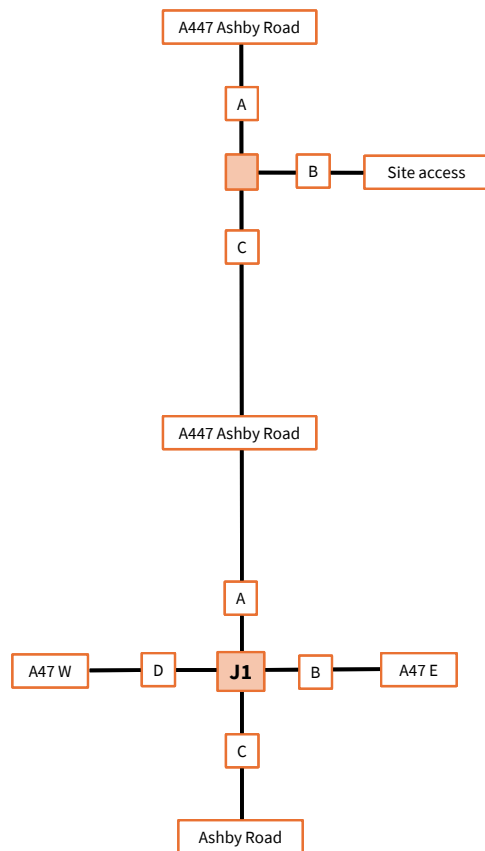 A447 Ashby Road
A
B
Site access
C
A447 Ashby Road
A
A47 W
D
J1
B
A47 E
C
Ashby Road